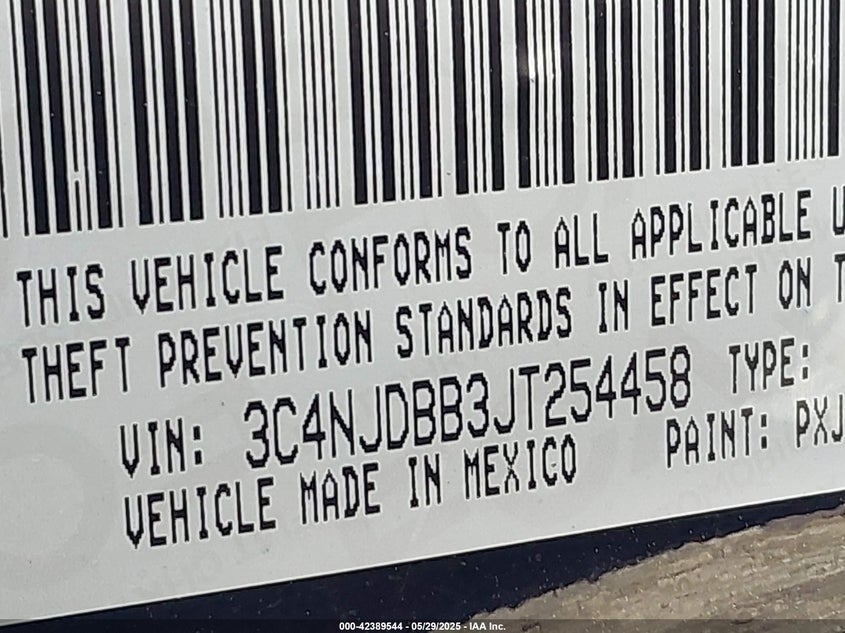 THIS VEHICLE CONFORMS TO ALL APPLICABLE U
THEFT PREVENTION STANDARDS IN EFFECT ON T
VIN: 3C4NJDBB3JT254458 TYPE:
VEHICLE MADE IN MEXICO PAINT: PXJ
000-42389544 - 05/29/2025 - IAA Inc.